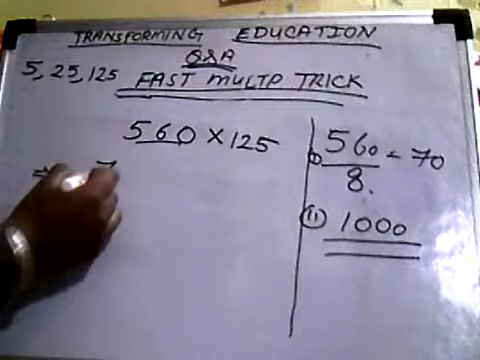 TRANSFORMING EDUCATION
Q&A
5, 25, 125 FAST MULTP TRICK
560 × 125
(i) 560/8 = 70
(ii) 1000